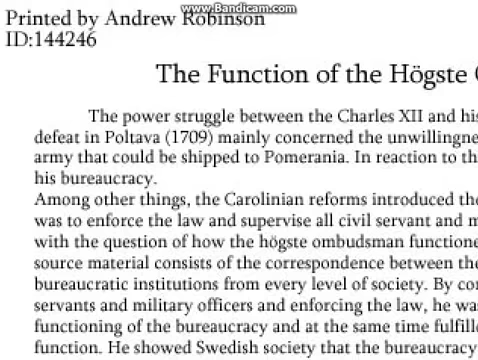 www.Bandicam.com
Printed by Andrew Robinson
ID:144246
The Function of the Högste
The power struggle between the Charles XII and his
defeat in Poltava (1709) mainly concerned the unwillingne
army that could be shipped to Pomerania. In reaction to th
his bureaucracy.
Among other things, the Carolinian reforms introduced the
was to enforce the law and supervise all civil servant and m
with the question of how the högste ombudsman functione
source material consists of the correspondence between the
bureaucratic institutions from every level of society. By co
servants and military officers and enforcing the law, he wa
functioning of the bureaucracy and at the same time fulfill
function. He showed Swedish society that the bureaucracy